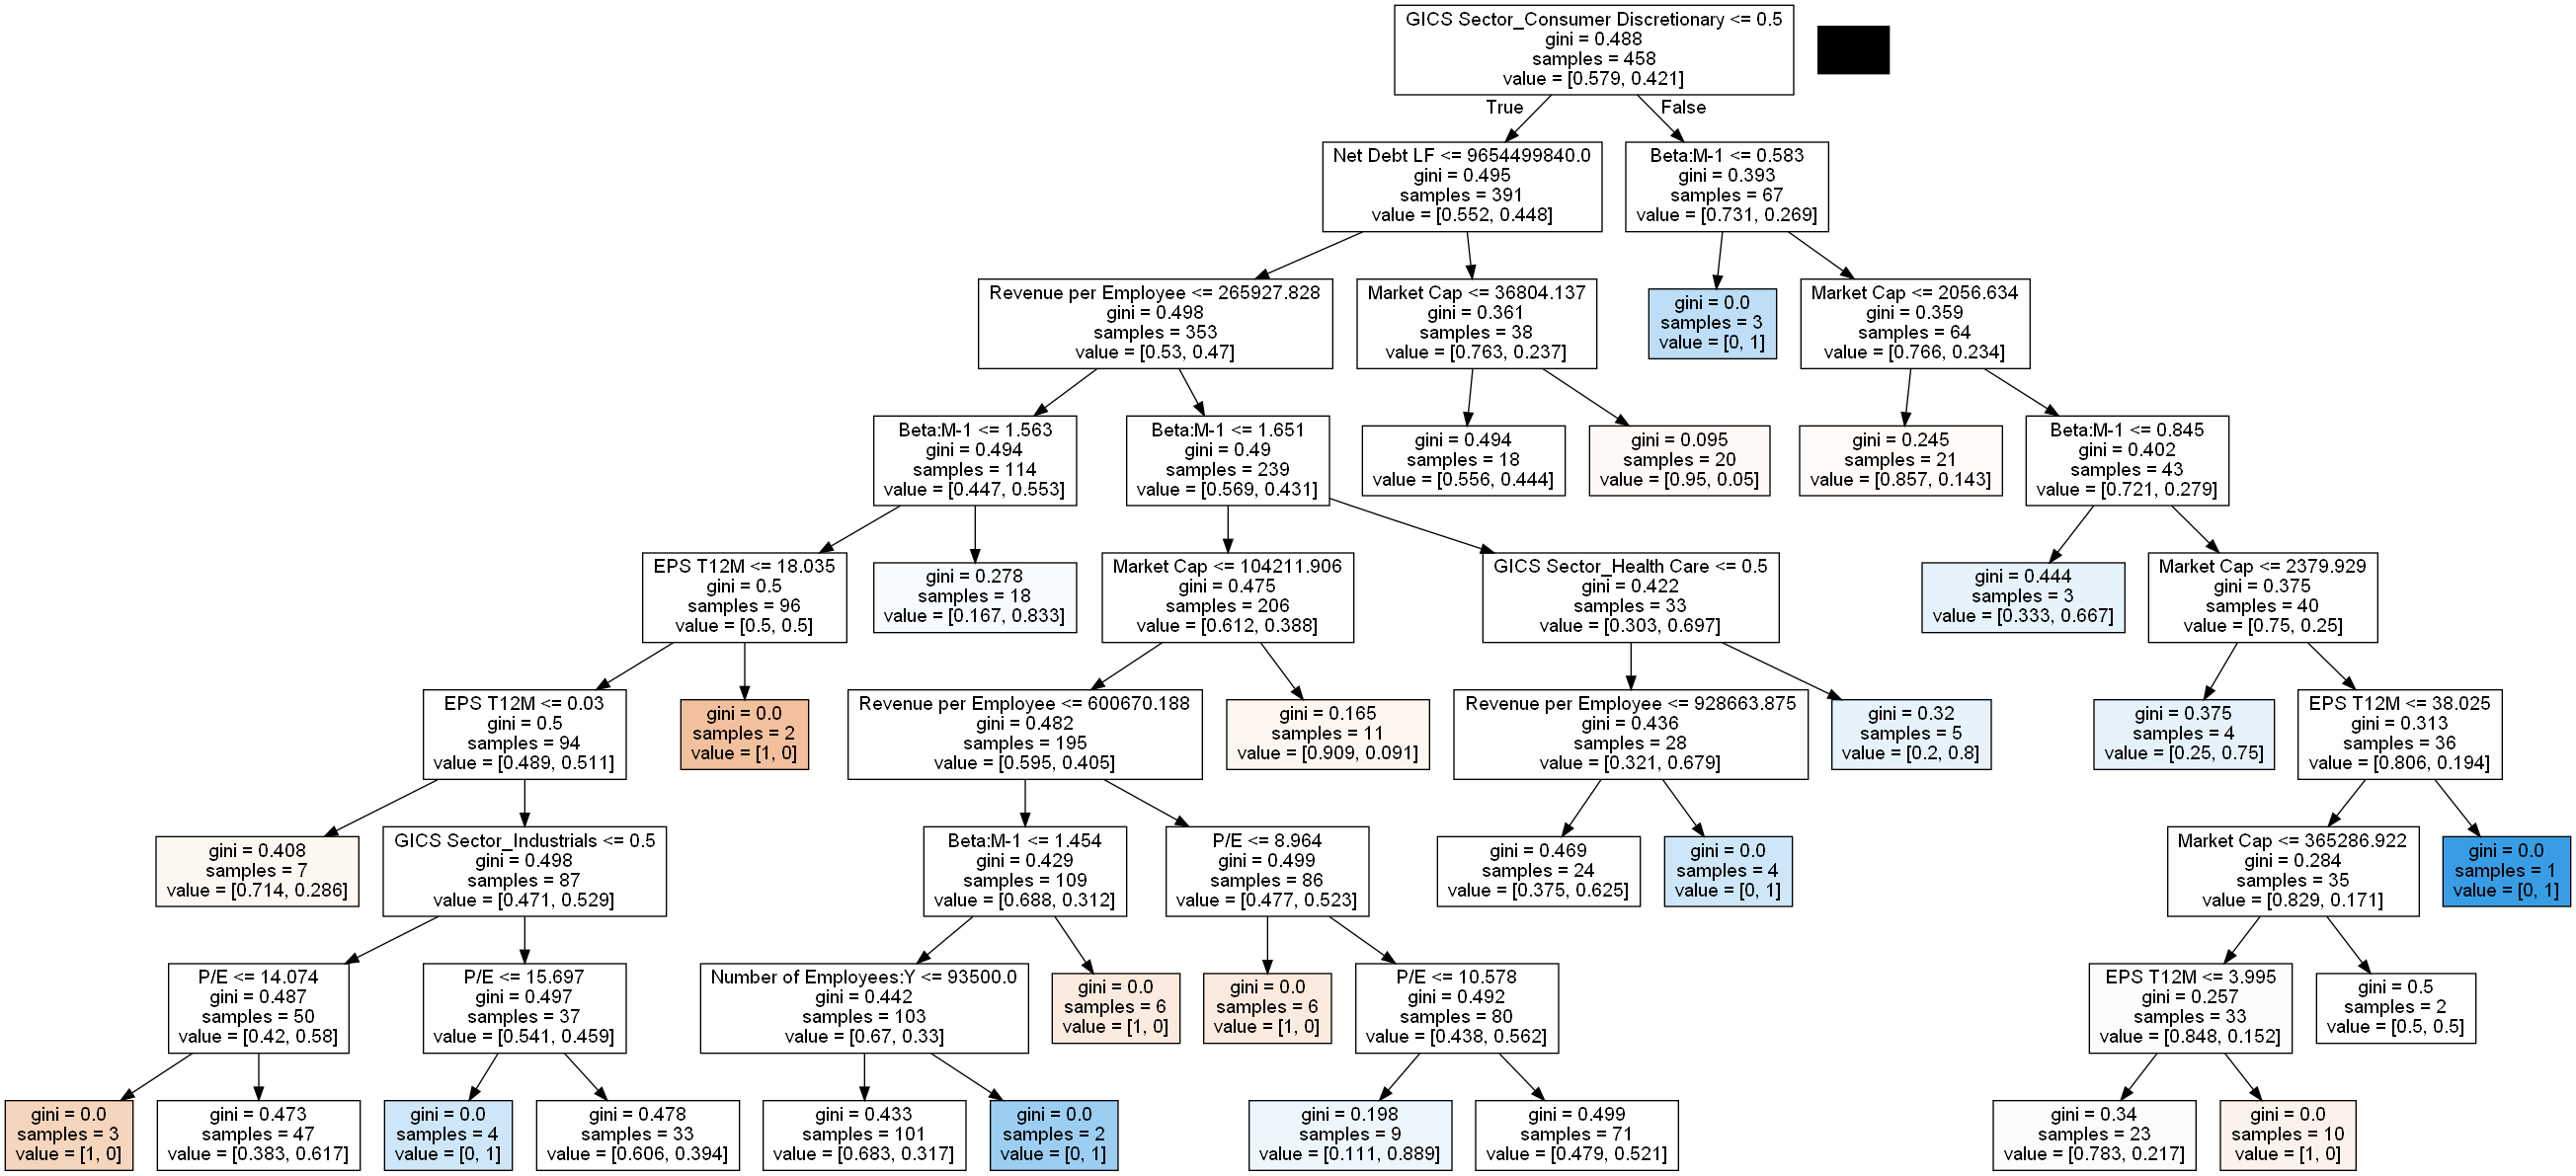 GICS Sector_Consumer Discretionary <= 0.5
gini = 0.488
samples = 458
value = [0.579, 0.421]
True
False
Net Debt LF <= 9654499840.0
gini = 0.495
samples = 391
value = [0.552, 0.448]
Beta:M-1 <= 0.583
gini = 0.393
samples = 67
value = [0.731, 0.269]
Revenue per Employee <= 265927.828
gini = 0.498
samples = 353
value = [0.53, 0.47]
Market Cap <= 36804.137
gini = 0.361
samples = 38
value = [0.763, 0.237]
gini = 0.0
samples = 3
value = [0, 1]
Market Cap <= 2056.634
gini = 0.359
samples = 64
value = [0.766, 0.234]
Beta:M-1 <= 1.563
gini = 0.494
samples = 114
value = [0.447, 0.553]
Beta:M-1 <= 1.651
gini = 0.49
samples = 239
value = [0.569, 0.431]
gini = 0.494
samples = 18
value = [0.556, 0.444]
gini = 0.095
samples = 20
value = [0.95, 0.05]
gini = 0.245
samples = 21
value = [0.857, 0.143]
Beta:M-1 <= 0.845
gini = 0.402
samples = 43
value = [0.721, 0.279]
EPS T12M <= 18.035
gini = 0.5
samples = 96
value = [0.5, 0.5]
gini = 0.278
samples = 18
value = [0.167, 0.833]
Market Cap <= 104211.906
gini = 0.475
samples = 206
value = [0.612, 0.388]
GICS Sector_Health Care <= 0.5
gini = 0.422
samples = 33
value = [0.303, 0.697]
gini = 0.444
samples = 3
value = [0.333, 0.667]
Market Cap <= 2379.929
gini = 0.375
samples = 40
value = [0.75, 0.25]
EPS T12M <= 0.03
gini = 0.5
samples = 94
value = [0.489, 0.511]
gini = 0.0
samples = 2
value = [1, 0]
Revenue per Employee <= 600670.188
gini = 0.482
samples = 195
value = [0.595, 0.405]
gini = 0.165
samples = 11
value = [0.909, 0.091]
Revenue per Employee <= 928663.875
gini = 0.436
samples = 28
value = [0.321, 0.679]
gini = 0.32
samples = 5
value = [0.2, 0.8]
gini = 0.375
samples = 4
value = [0.25, 0.75]
EPS T12M <= 38.025
gini = 0.313
samples = 36
value = [0.806, 0.194]
gini = 0.408
samples = 7
value = [0.714, 0.286]
GICS Sector_Industrials <= 0.5
gini = 0.498
samples = 87
value = [0.471, 0.529]
Beta:M-1 <= 1.454
gini = 0.429
samples = 109
value = [0.688, 0.312]
P/E <= 8.964
gini = 0.499
samples = 86
value = [0.477, 0.523]
gini = 0.469
samples = 24
value = [0.375, 0.625]
gini = 0.0
samples = 4
value = [0, 1]
Market Cap <= 365286.922
gini = 0.284
samples = 35
value = [0.829, 0.171]
gini = 0.0
samples = 1
value = [0, 1]
P/E <= 14.074
gini = 0.487
samples = 50
value = [0.42, 0.58]
P/E <= 15.697
gini = 0.497
samples = 37
value = [0.541, 0.459]
Number of Employees:Y <= 93500.0
gini = 0.442
samples = 103
value = [0.67, 0.33]
gini = 0.0
samples = 6
value = [1, 0]
gini = 0.0
samples = 6
value = [1, 0]
P/E <= 10.578
gini = 0.492
samples = 80
value = [0.438, 0.562]
EPS T12M <= 3.995
gini = 0.257
samples = 33
value = [0.848, 0.152]
gini = 0.5
samples = 2
value = [0.5, 0.5]
gini = 0.0
samples = 3
value = [1, 0]
gini = 0.473
samples = 47
value = [0.383, 0.617]
gini = 0.0
samples = 4
value = [0, 1]
gini = 0.478
samples = 33
value = [0.606, 0.394]
gini = 0.433
samples = 101
value = [0.683, 0.317]
gini = 0.0
samples = 2
value = [0, 1]
gini = 0.198
samples = 9
value = [0.111, 0.889]
gini = 0.499
samples = 71
value = [0.479, 0.521]
gini = 0.34
samples = 23
value = [0.783, 0.217]
gini = 0.0
samples = 10
value = [1, 0]